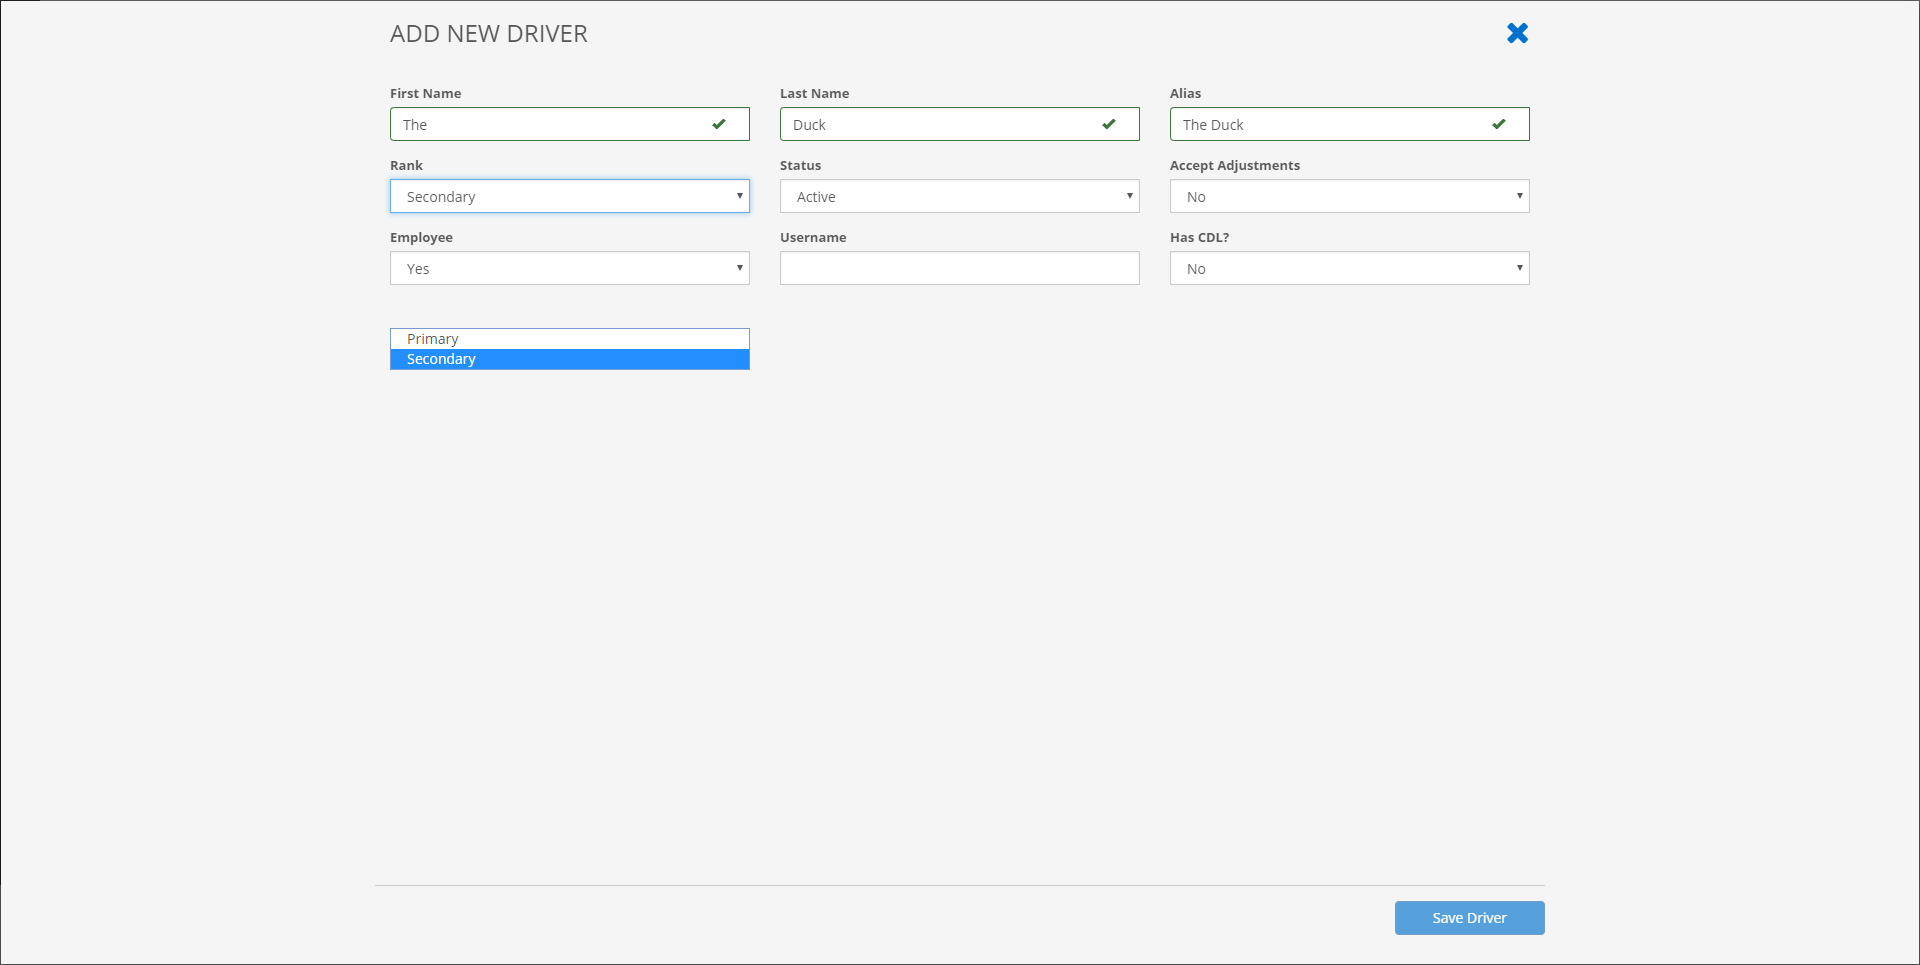 ADD NEW DRIVER
First Name
Last Name
Alias
The
Duck
The Duck
Rank
Status
Accept Adjustments
Secondary
Active
No
Employee
Username
Has CDL?
Yes
No
Primary
Secondary
Save Driver